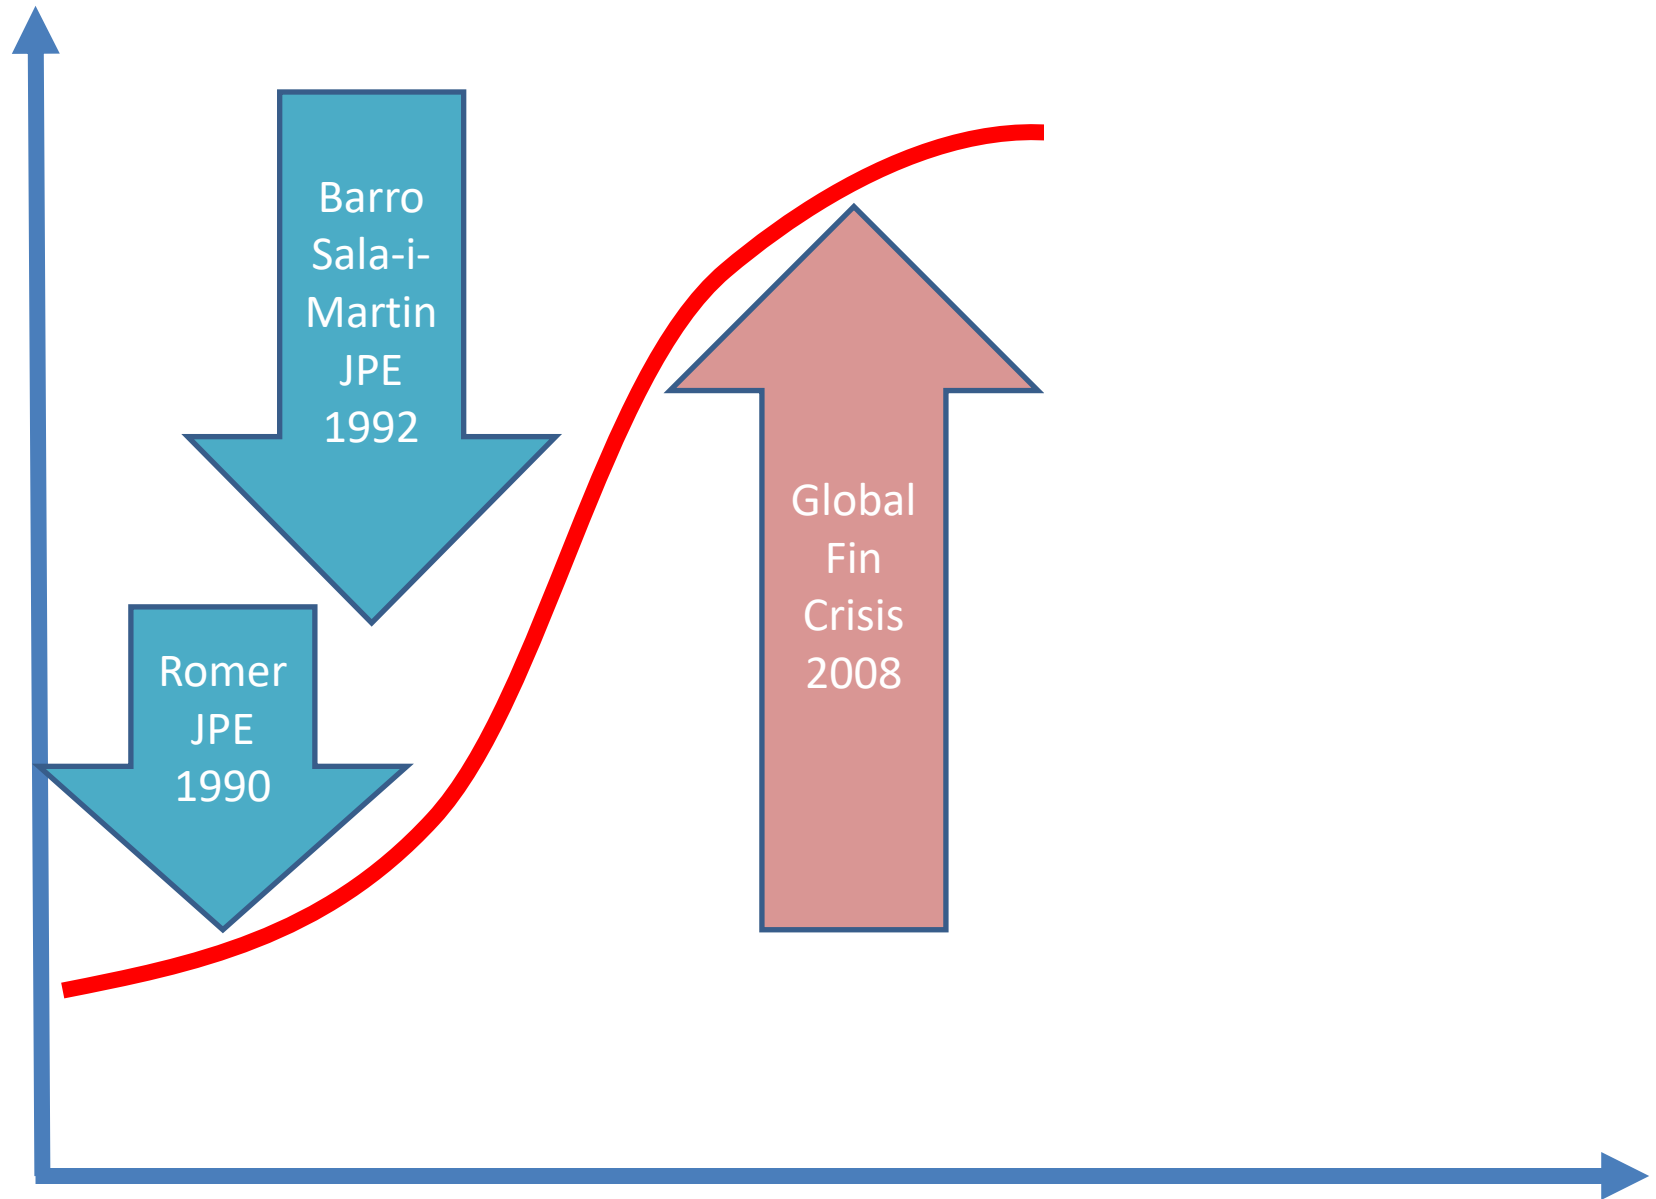 Barro
Sala-i-
Martin
JPE
1992
Romer
JPE
1990
Global
Fin
Crisis
2008